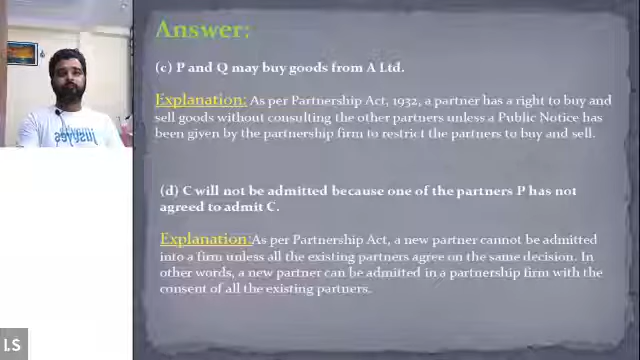 Answer:
(c) P and Q may buy goods from A Ltd.
Explanation: As per Partnership Act, 1932, a partner has a right to buy and
sell goods without consulting the other partners unless a Public Notice has
been given by the partnership firm to restrict the partners to buy and sell.
(d) C will not be admitted because one of the partners P has not
agreed to admit C.
Explanation:As per Partnership Act, a new partner cannot be admitted
into a firm unless all the existing partners agree on the same decision. In
other words, a new partner can be admitted in a partnership firm with the
consent of all the existing partners.
I.S